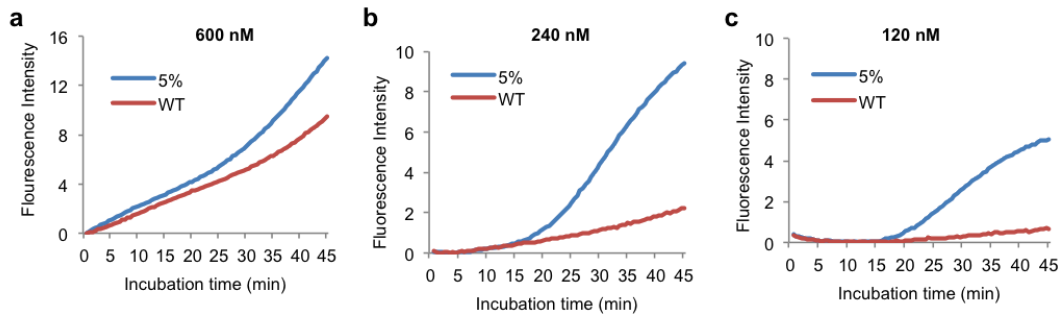 a
600 nM
16
12
8
4
0
5%
WT
Flourescence Intensity
0 5 10 15 20 25 30 35 40 45
Incubation time (min)
b
240 nM
10
8
6
4
2
0
5%
WT
Fluorescence Intensity
0 5 10 15 20 25 30 35 40 45
Incubation time (min)
c
120 nM
10
8
6
4
2
0
5%
WT
Fluorescence Intensity
0 5 10 15 20 25 30 35 40 45
Incubation time (min)